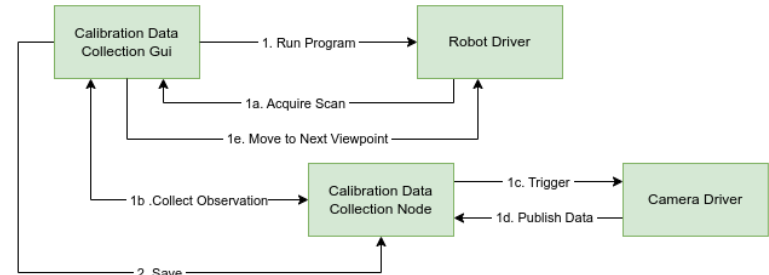 Calibration Data
Collection Gui
1. Run Program
Robot Driver
1a. Acquire Scan
1e. Move to Next Viewpoint
1b .Collect Observation
Calibration Data
Collection Node
1c. Trigger
Camera Driver
1d. Publish Data
2. Save